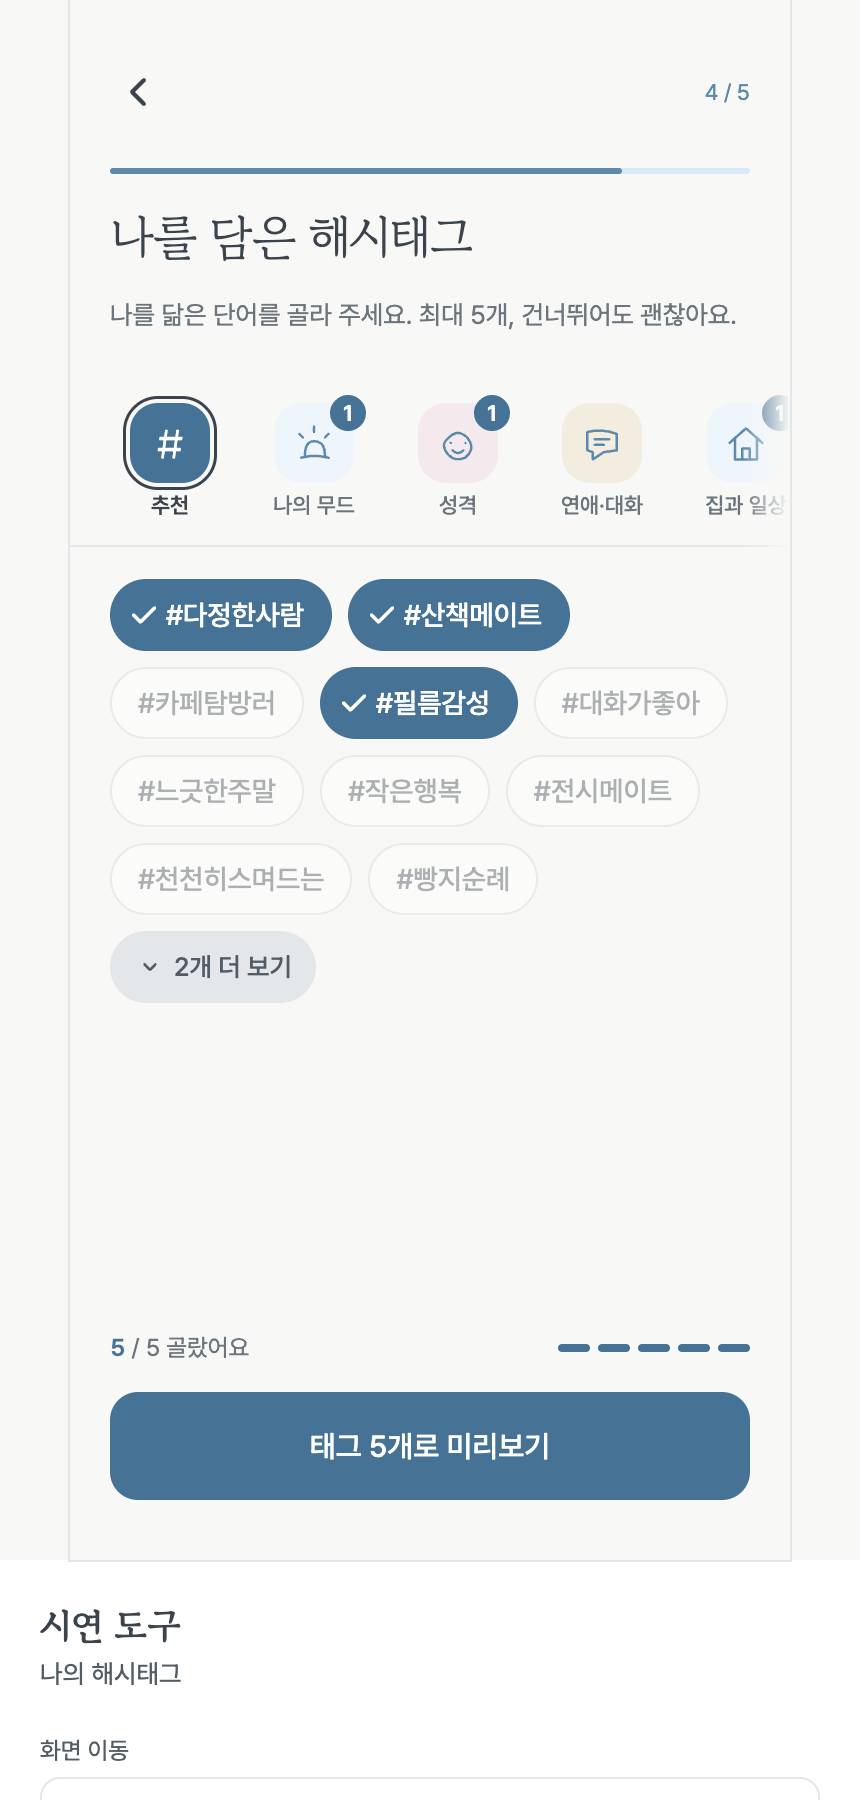 4 / 5
나를 담은 해시태그
나를 닮은 단어를 골라 주세요. 최대 5개, 건너뛰어도 괜찮아요.
1 1 1
#
추천 나의 무드 성격 연애·대화 집과 일상
#다정한사람 #산책메이트
#카페탐방러 #필름감성 #대화가좋아
#느긋한주말 #작은행복 #전시메이트
#천천히스며드는 #빵지순례
2개 더 보기
5 / 5 골랐어요
태그 5개로 미리보기
시연 도구
나의 해시태그
화면 이동